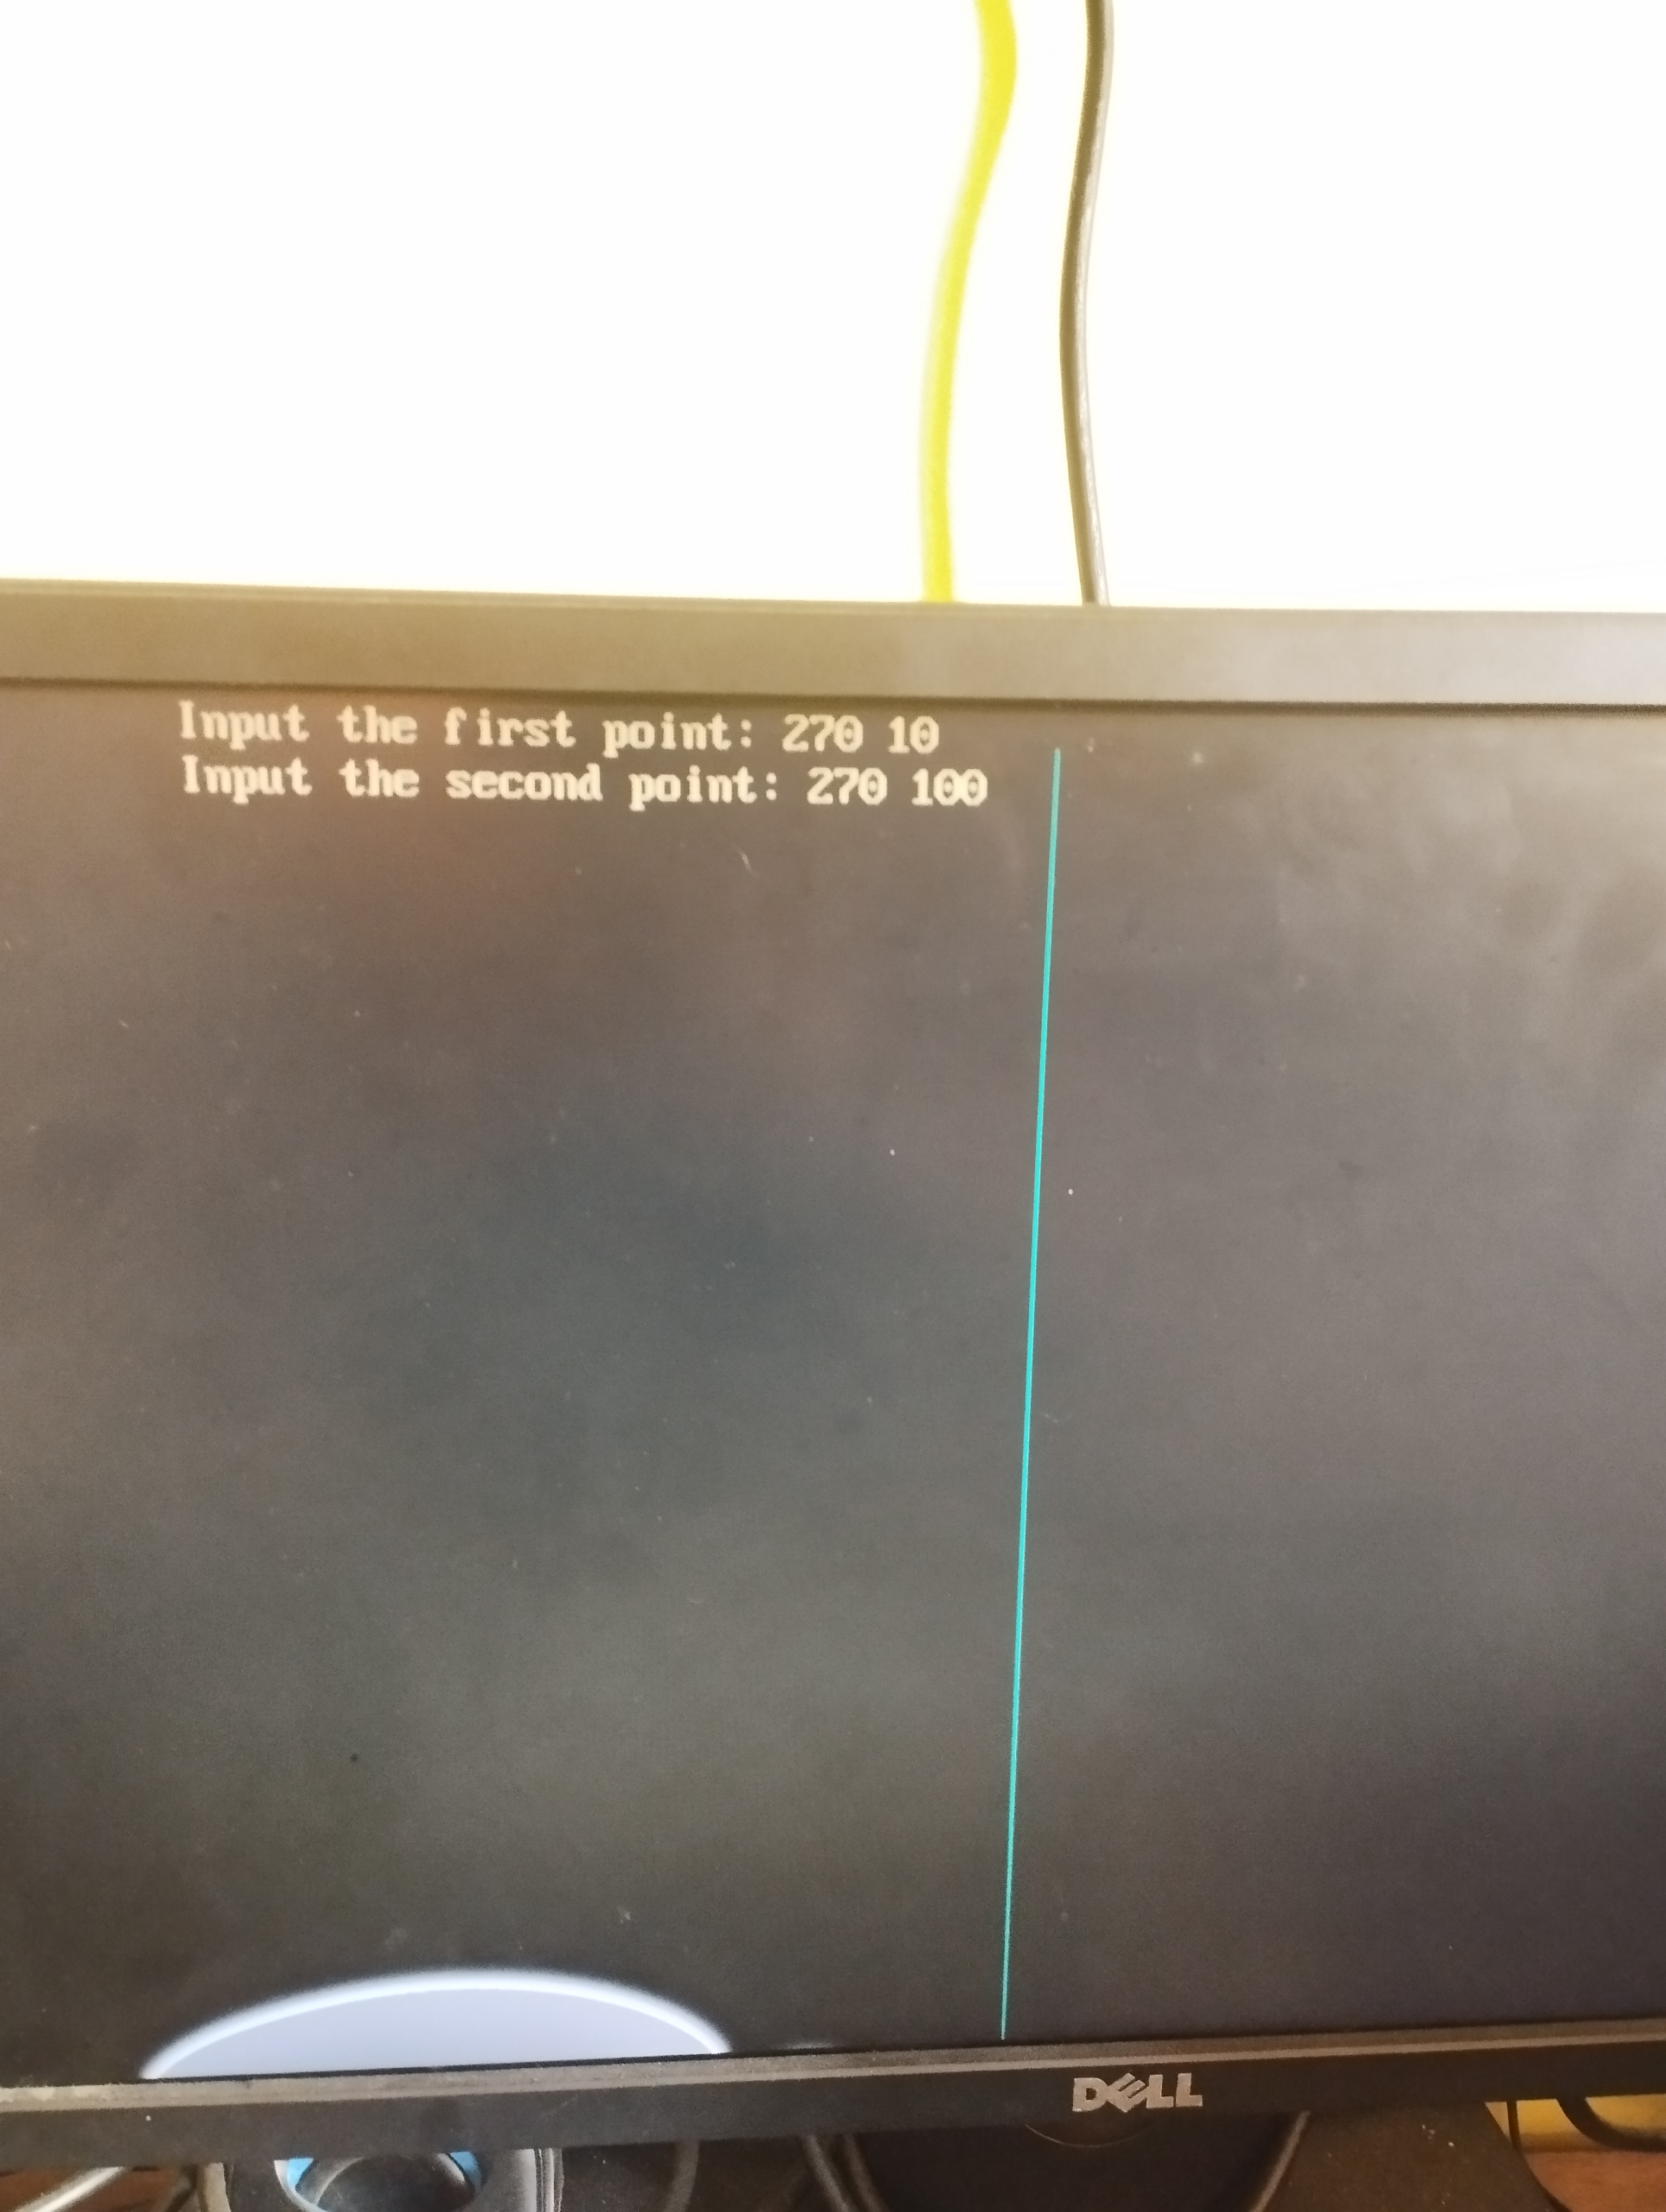 Input the first point: 270 10
Input the second point: 270 100
DELL